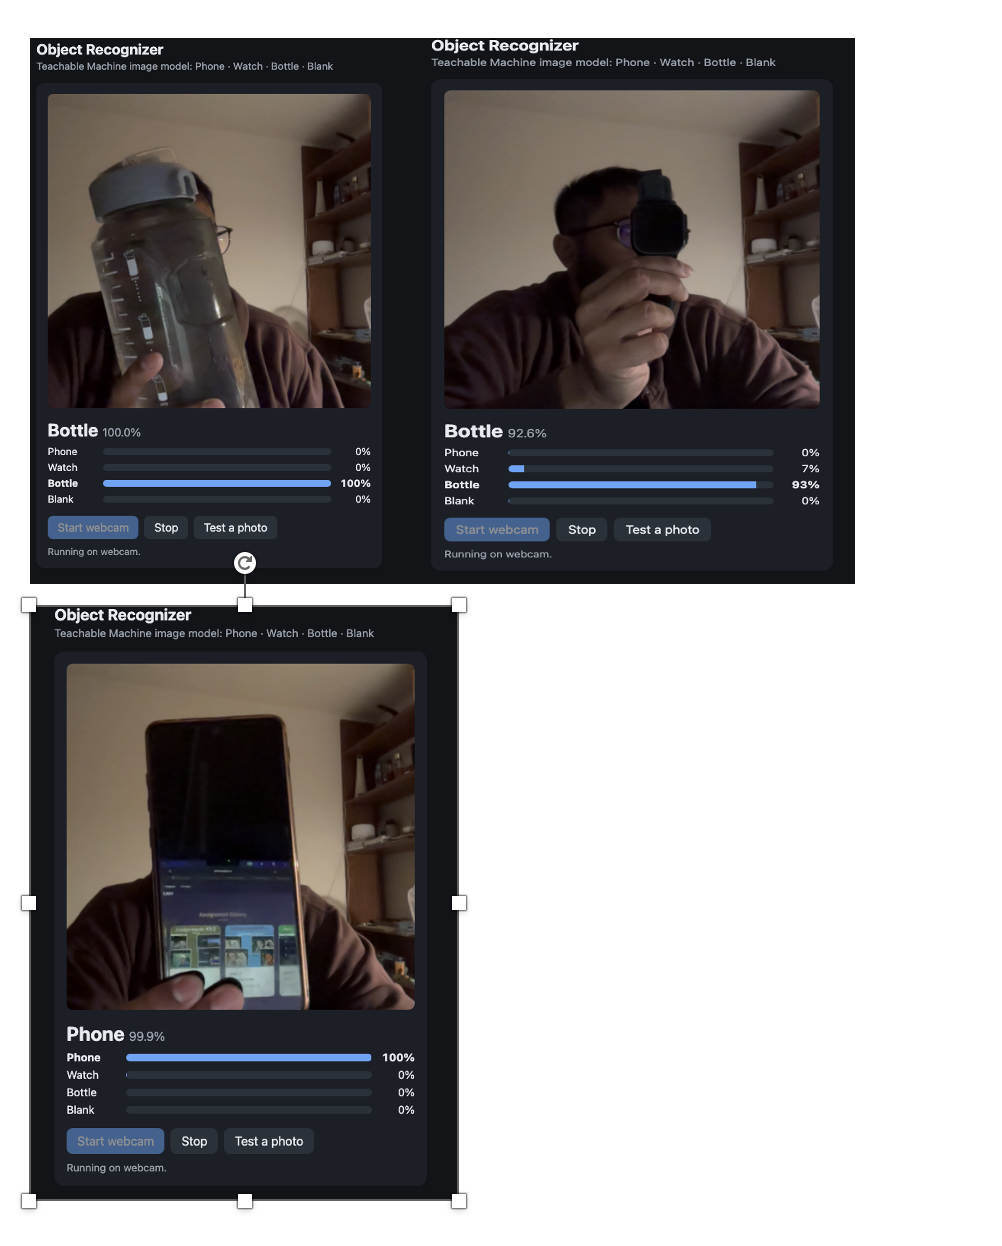 Object Recognizer
Teachable Machine image model: Phone · Watch · Bottle · Blank
Bottle 100.0%
Phone 0%
Watch 0%
Bottle 100%
Blank 0%
Start webcam Stop Test a photo
Running on webcam.
Object Recognizer
Teachable Machine image model: Phone · Watch · Bottle · Blank
Bottle 92.6%
Phone 0%
Watch 7%
Bottle 93%
Blank 0%
Start webcam Stop Test a photo
Running on webcam.
Object Recognizer
Teachable Machine image model: Phone · Watch · Bottle · Blank
Phone 99.9%
Phone 100%
Watch 0%
Bottle 0%
Blank 0%
Start webcam Stop Test a photo
Running on webcam.